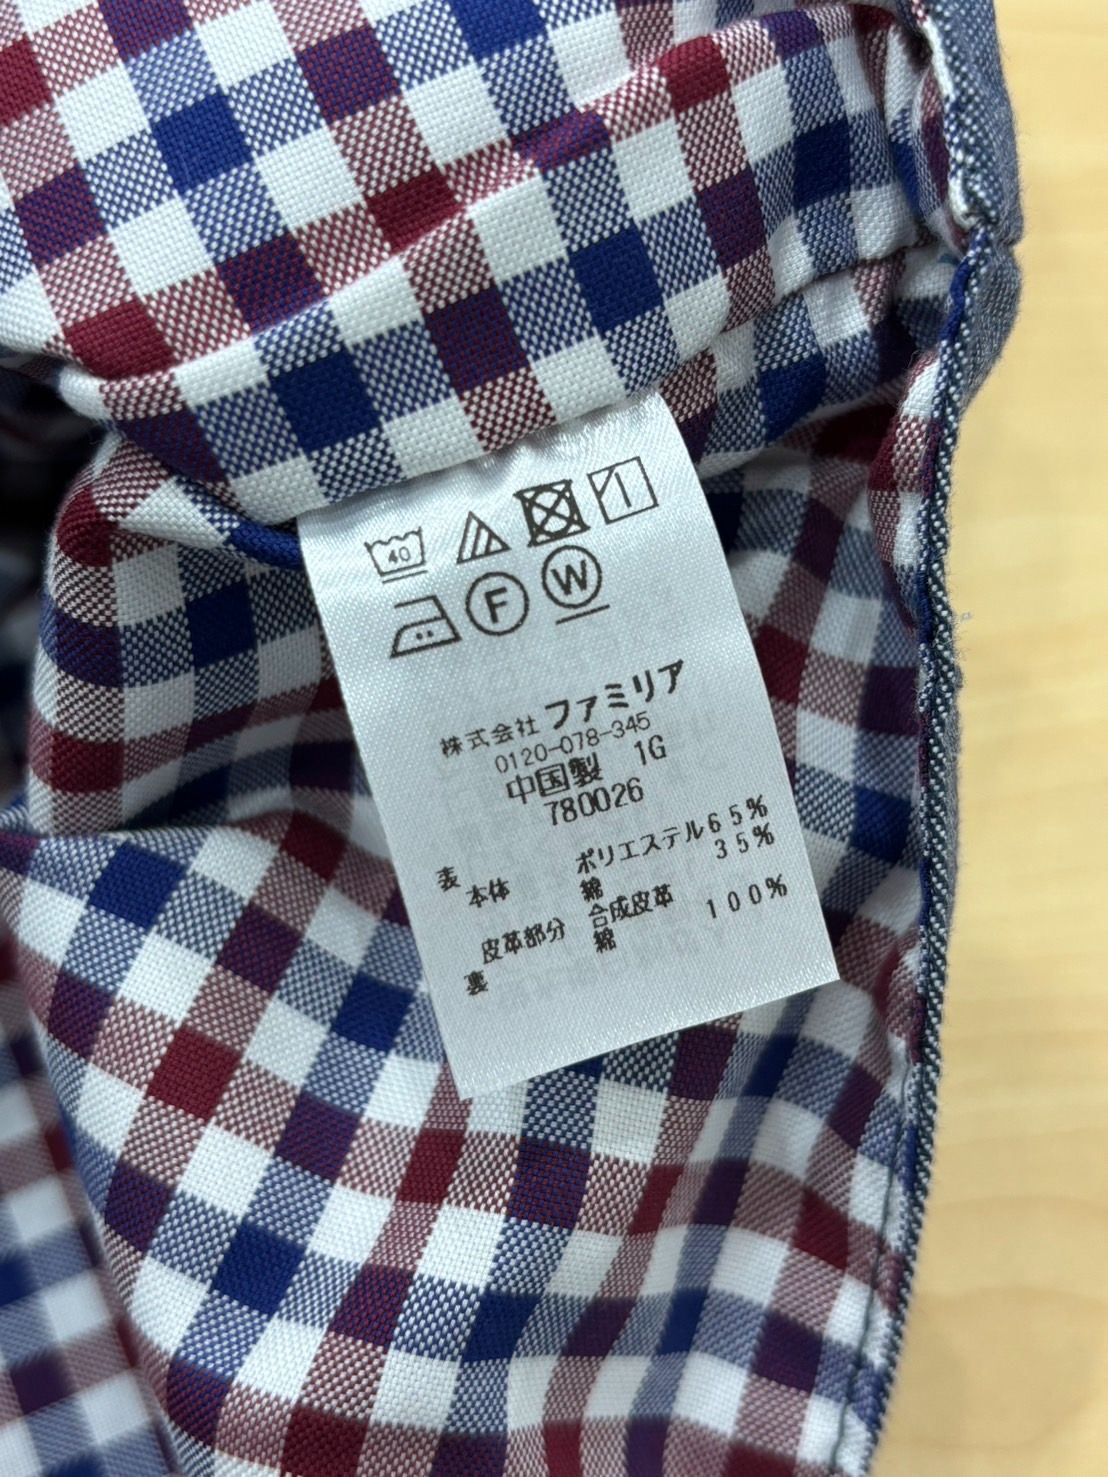 40
F W
株式会社 ファミリア
0120-078-345
中国製 1G
780026
表 本体 ポリエステル65%
綿 35%
皮革部分 合成皮革
裏 綿 100%